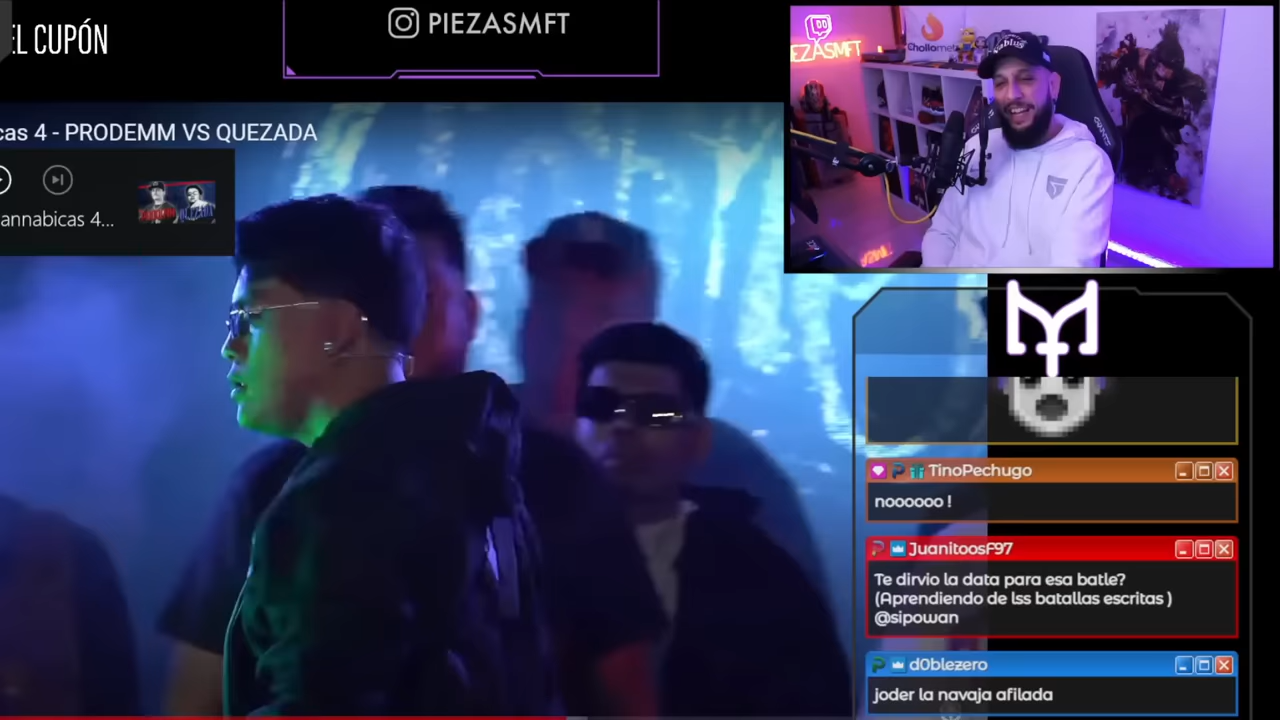 EL CUPÓN
PIEZASMFT
cas 4 - PRODEMM VS QUEZADA
annabicas 4...
EZASMFT
TinoPechugo
noooooo !
JuanitoosF97
Te dirvio la data para esa batle?
(Aprendiendo de lss batallas escritas )
@sipowan
d0blezero
joder la navaja afilada